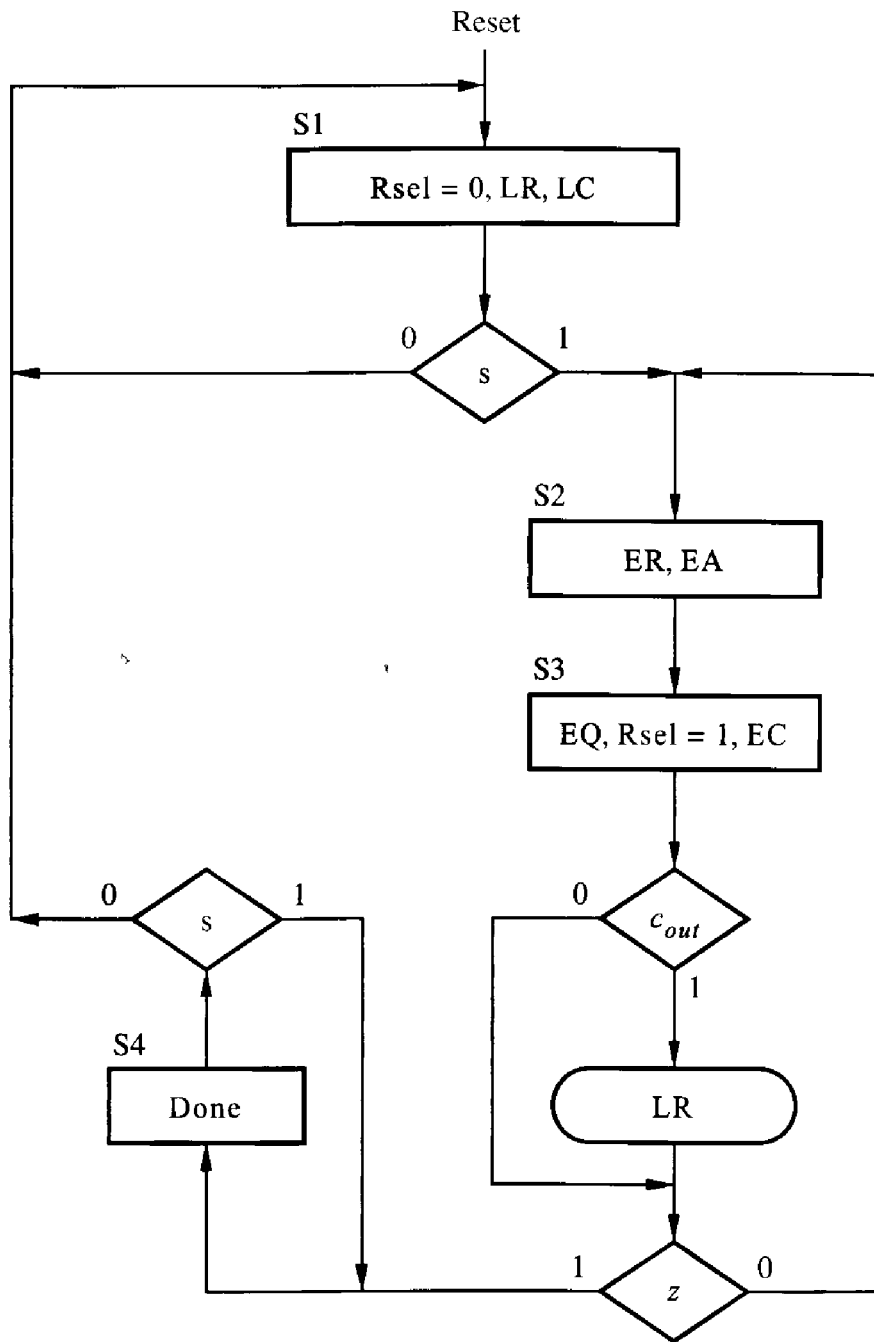 Reset
S1
Rsel = 0, LR, LC
0
s
1
S2
ER, EA
S3
EQ, Rsel = 1, EC
0
s
1
0
c_out
1
S4
Done
LR
1
z
0